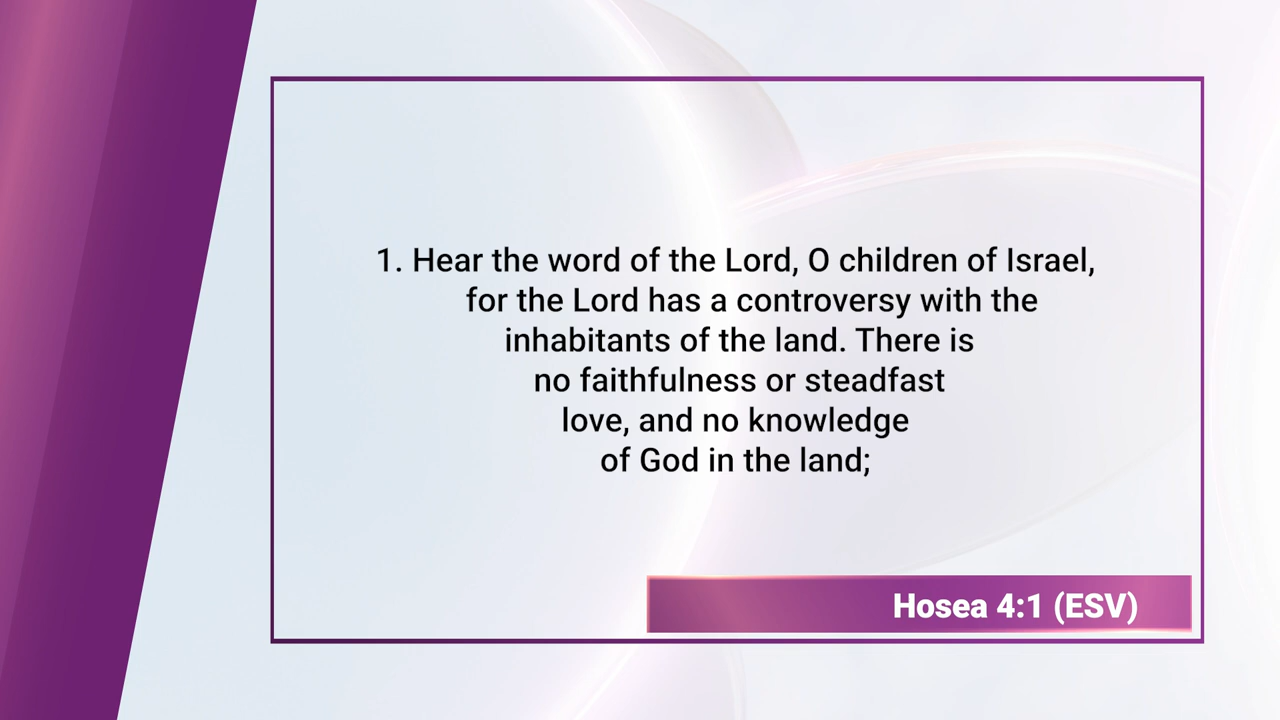 1. Hear the word of the Lord, O children of Israel,
for the Lord has a controversy with the
inhabitants of the land. There is
no faithfulness or steadfast
love, and no knowledge
of God in the land;
Hosea 4:1 (ESV)